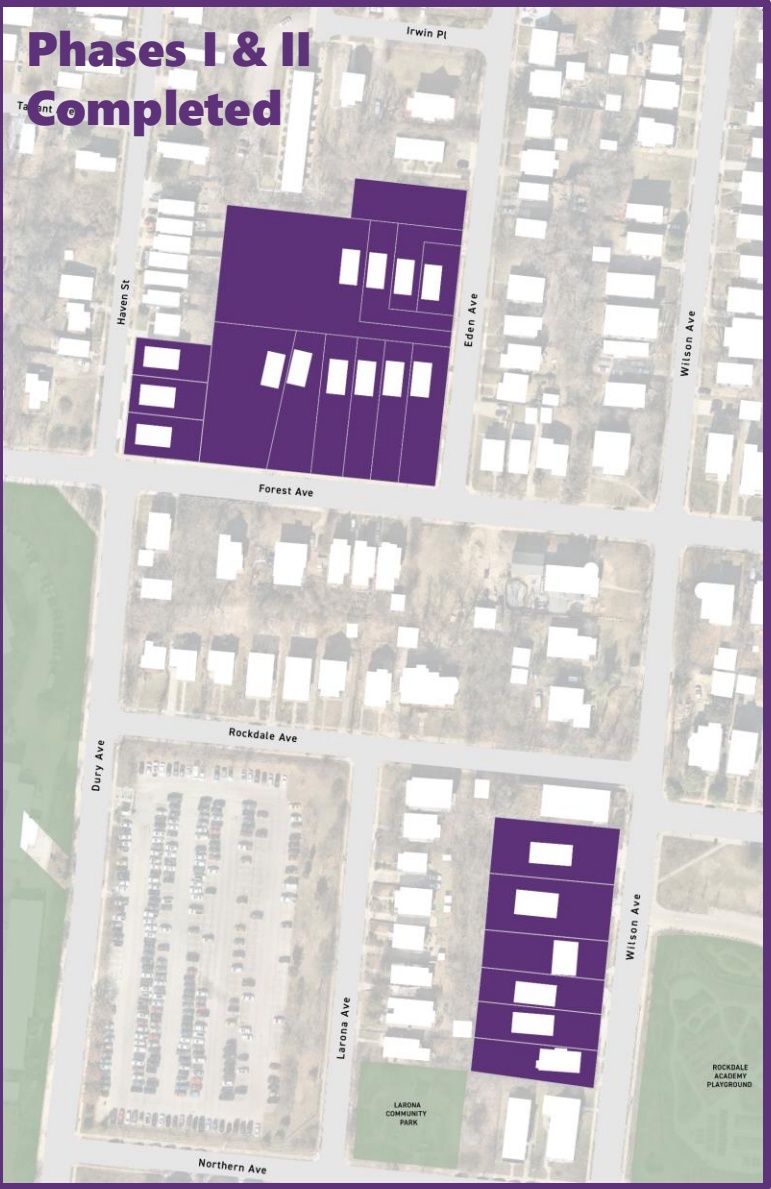 Phases I & II
Completed
Irwin Pl
Haven St
Eden Ave
Wilson Ave
Forest Ave
Rockdale Ave
Dury Ave
Wilson Ave
Larona Ave
ROCKDALE
ACADEMY
PLAYGROUND
LARONA
COMMUNITY
PARK
Northern Ave